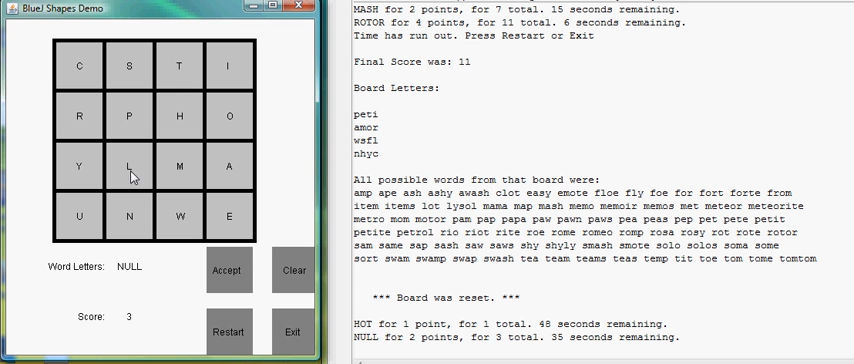 BlueJ Shapes Demo
C S T I
R P H O
Y L M A
U N W E
Word Letters: NULL
Accept
Clear
Score: 3
Restart
Exit
MASH for 2 points, for 7 total. 15 seconds remaining.
ROTOR for 4 points, for 11 total. 6 seconds remaining.
Time has run out. Press Restart or Exit
Final Score was: 11
Board Letters:
peti
amor
wsfl
nhyc
All possible words from that board were:
amp ape ash ashy awash clot easy emote floe fly foe for fort forte from
item items lot lysol mama map mash memo memoir memos met meteor meteorite
metro mom motor pam pap papa paw pawn paws pea peas pep pet pete petit
petite petrol rio riot rite roe rome romeo romp rosa rosy rot rote rotor
sam same sap sash saw saws shy shyly smash smote solo solos soma some
sort swam swamp swap swash tea team teams teas temp tit toe tom tome tomtom
*** Board was reset. ***
HOT for 1 point, for 1 total. 48 seconds remaining.
NULL for 2 points, for 3 total. 35 seconds remaining.